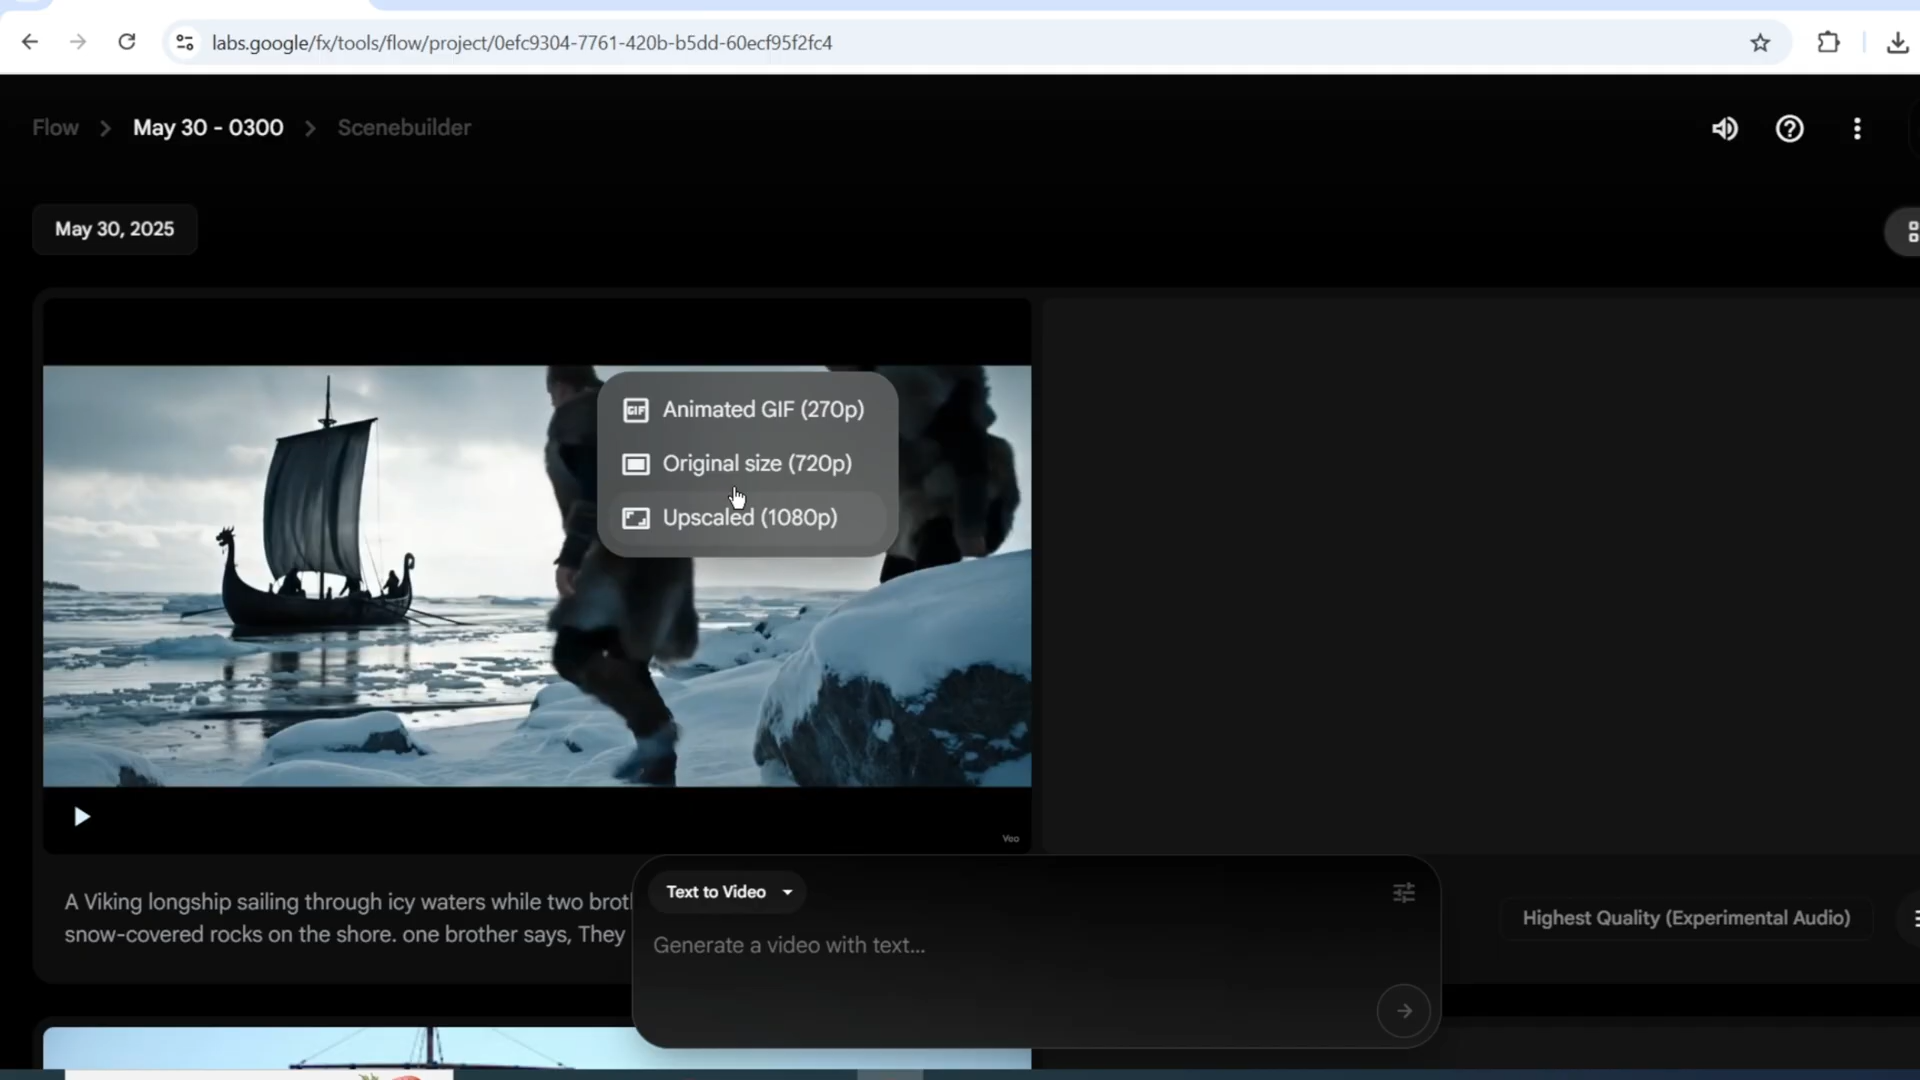 labs.google/fx/tools/flow/project/0efc9304-7761-420b-b5dd-60ecf95f2fc4
Flow > May 30 - 0300 > Scenebuilder
May 30, 2025
GIF Animated GIF (270p)
Original size (720p)
Upscaled (1080p)
Veo
A Viking longship sailing through icy waters while two brot
snow-covered rocks on the shore. one brother says, They
Text to Video
Generate a video with text...
Highest Quality (Experimental Audio)